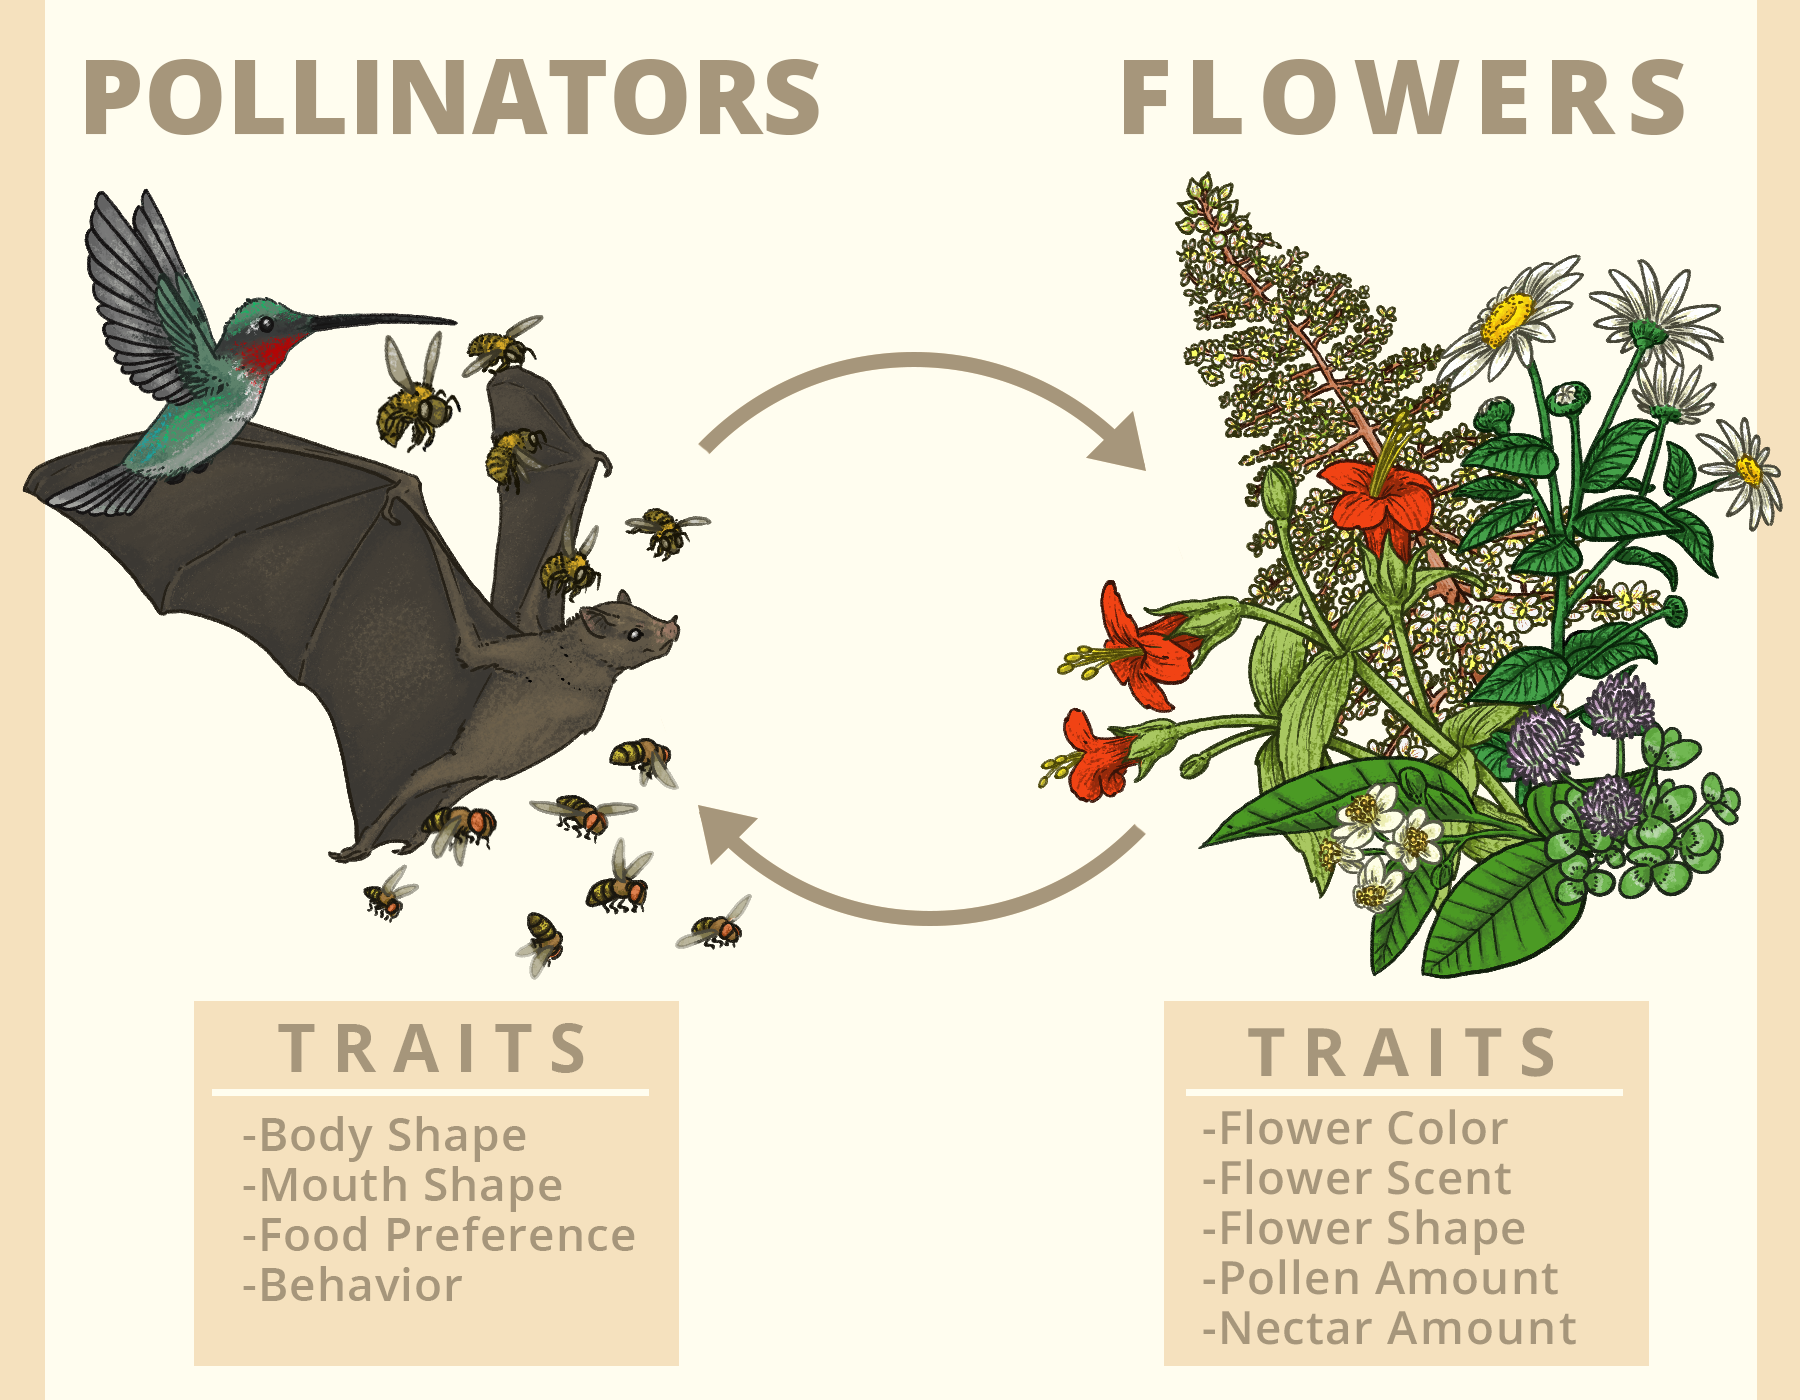 POLLINATORS
FLOWERS
TRAITS
-Body Shape
-Mouth Shape
-Food Preference
-Behavior
TRAITS
-Flower Color
-Flower Scent
-Flower Shape
-Pollen Amount
-Nectar Amount